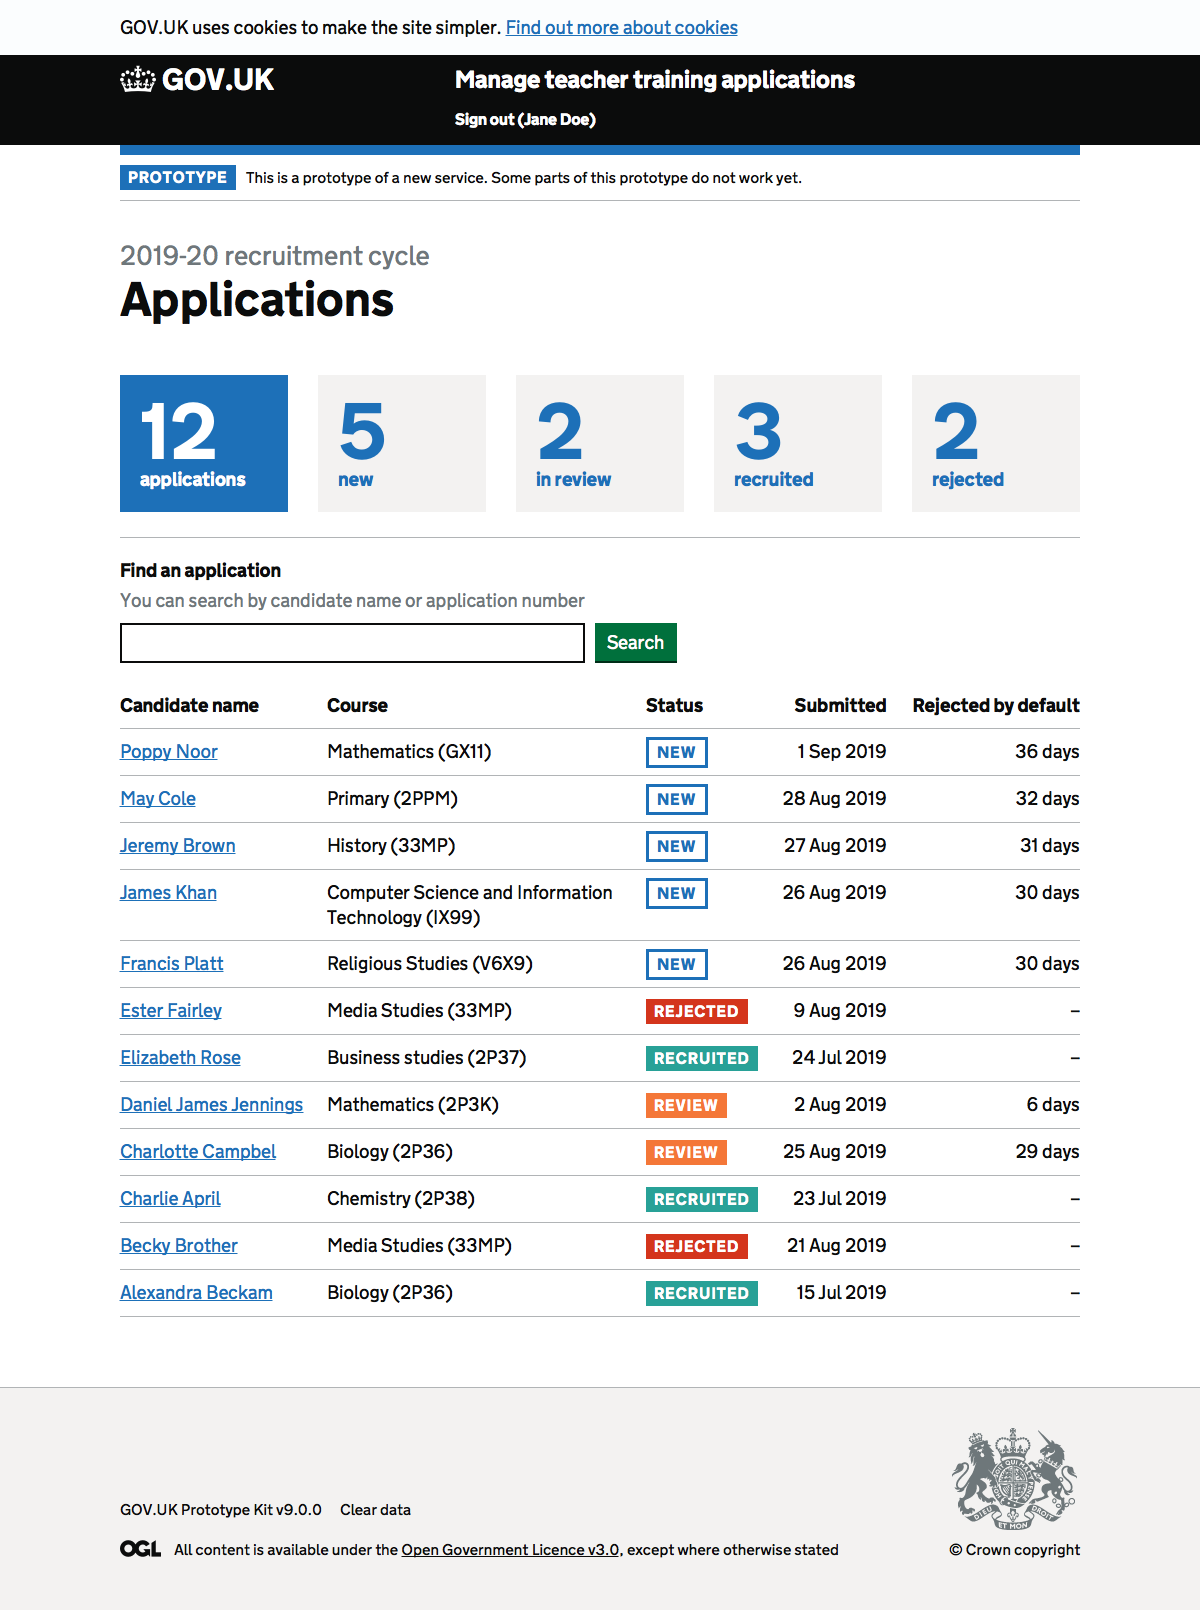 GOV.UK uses cookies to make the site simpler. Find out more about cookies
GOV.UK
Manage teacher training applications
Sign out (Jane Doe)
PROTOTYPE This is a prototype of a new service. Some parts of this prototype do not work yet.
2019-20 recruitment cycle
Applications
12 5 2 3 2
applications new in review recruited rejected
Find an application
You can search by candidate name or application number
Search
Candidate name Course Status Submitted Rejected by default
Poppy Noor Mathematics (GX11) NEW 1 Sep 2019 36 days
May Cole Primary (2PPM) NEW 28 Aug 2019 32 days
Jeremy Brown History (33MP) NEW 27 Aug 2019 31 days
James Khan Computer Science and Information NEW 26 Aug 2019 30 days
Technology (IX99)
Francis Platt Religious Studies (V6X9) NEW 26 Aug 2019 30 days
Ester Fairley Media Studies (33MP) REJECTED 9 Aug 2019 –
Elizabeth Rose Business studies (2P37) RECRUITED 24 Jul 2019 –
Daniel James Jennings Mathematics (2P3K) REVIEW 2 Aug 2019 6 days
Charlotte Campbel Biology (2P36) REVIEW 25 Aug 2019 29 days
Charlie April Chemistry (2P38) RECRUITED 23 Jul 2019 –
Becky Brother Media Studies (33MP) REJECTED 21 Aug 2019 –
Alexandra Beckam Biology (2P36) RECRUITED 15 Jul 2019 –
DIEU ET MON DROIT
GOV.UK Prototype Kit v9.0.0 Clear data
OGL All content is available under the Open Government Licence v3.0, except where otherwise stated
© Crown copyright